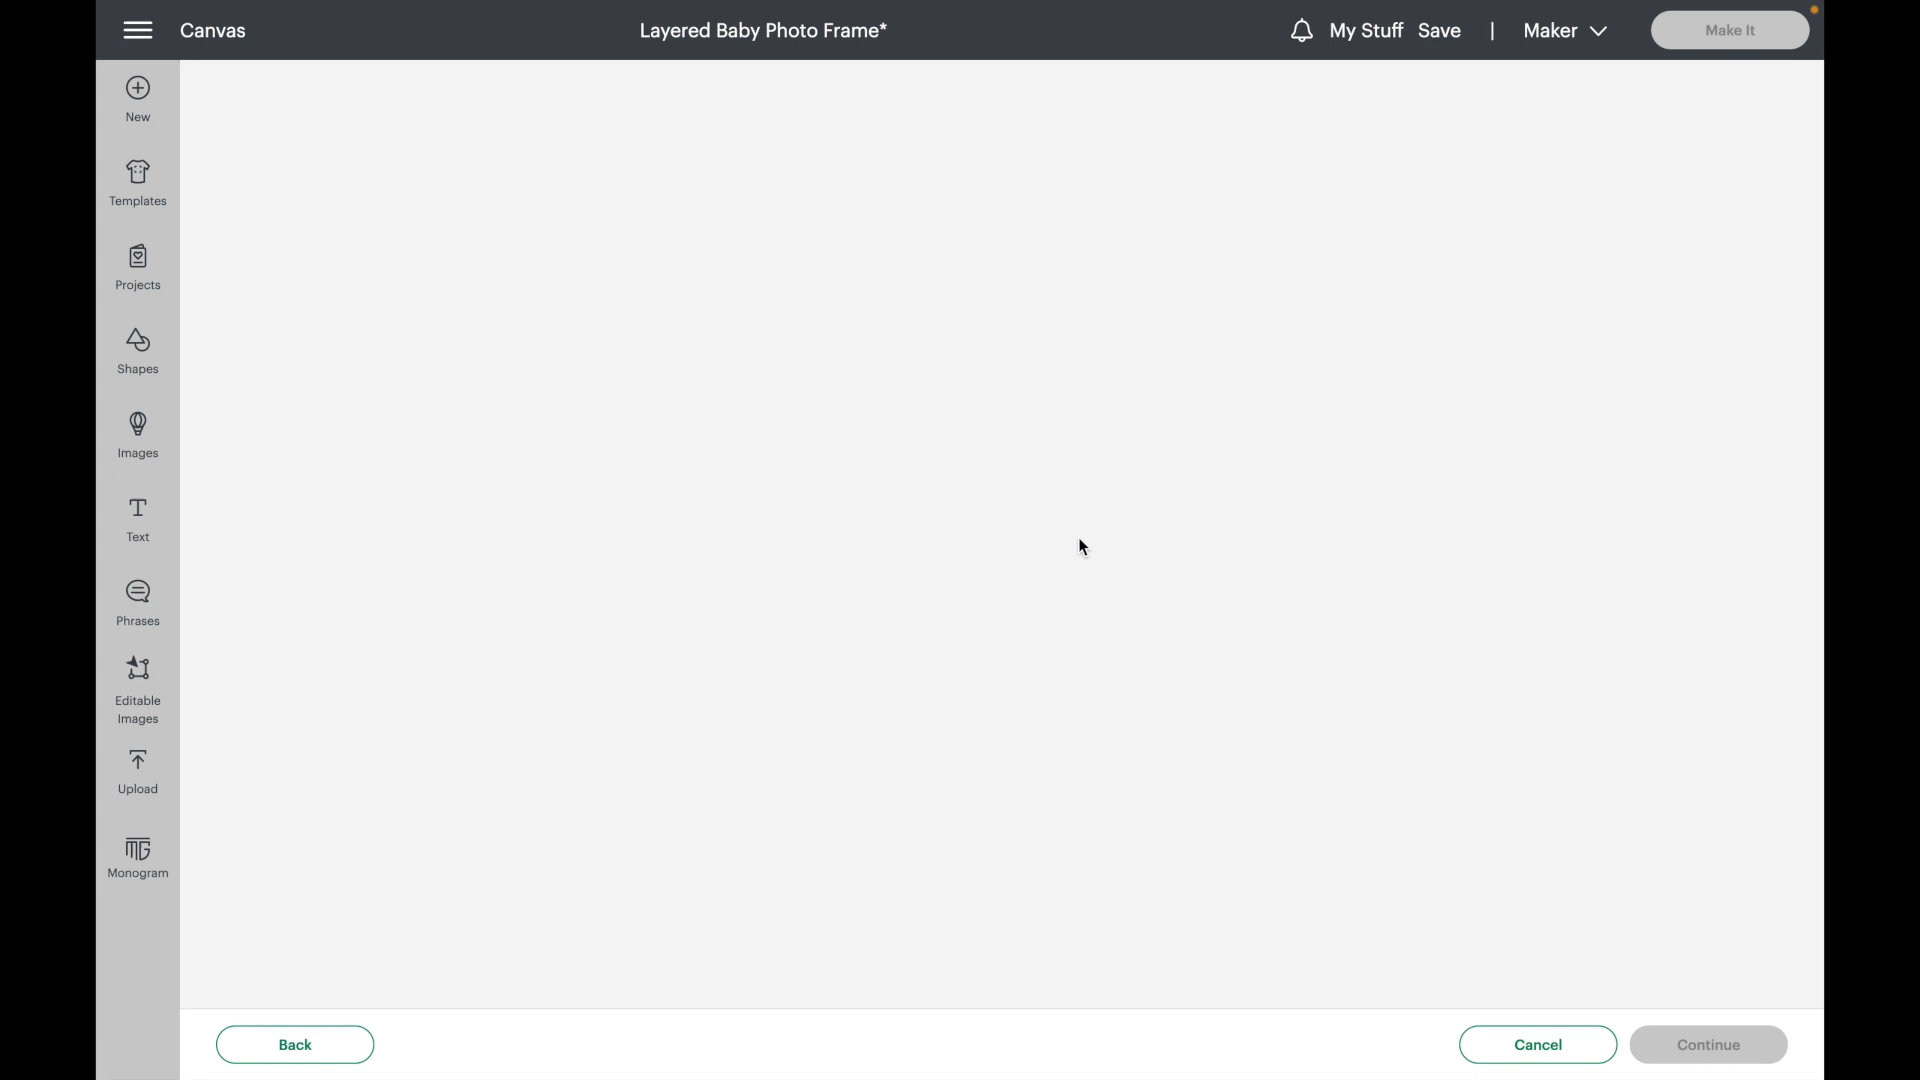 Canvas
Layered Baby Photo Frame*
My Stuff
Save
|
Maker
Make It
New
Templates
Projects
Shapes
Images
Text
Phrases
Editable
Images
Upload
Monogram
Back
Cancel
Continue